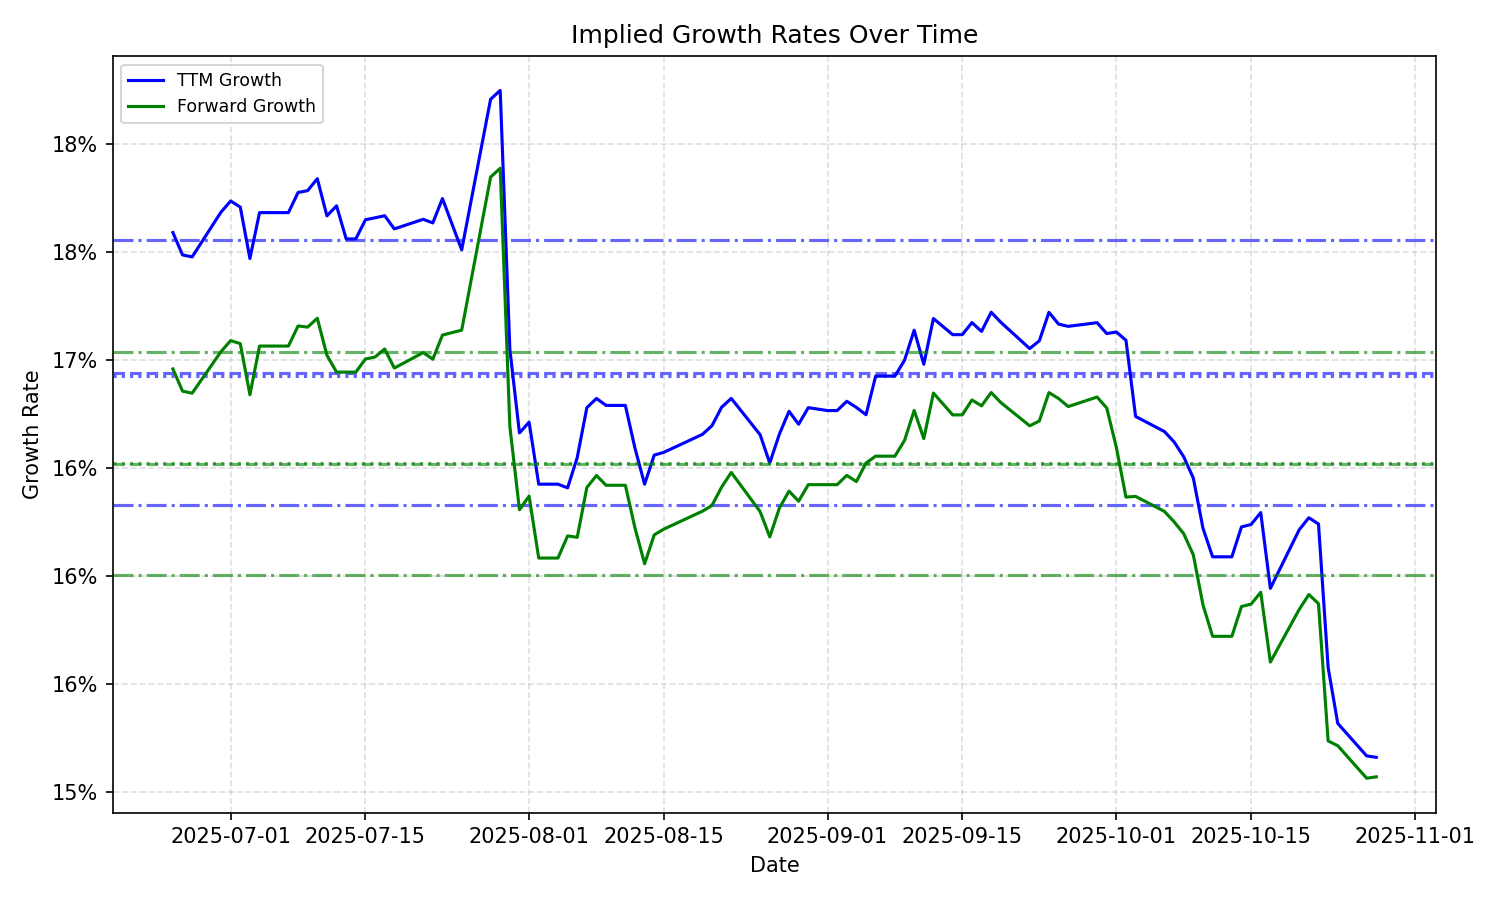 Implied Growth Rates Over Time
TTM Growth
Forward Growth
18%
18%
17%
16%
16%
16%
15%
Growth Rate
2025-07-01 2025-07-15 2025-08-01 2025-08-15 2025-09-01 2025-09-15 2025-10-01 2025-10-15 2025-11-01
Date